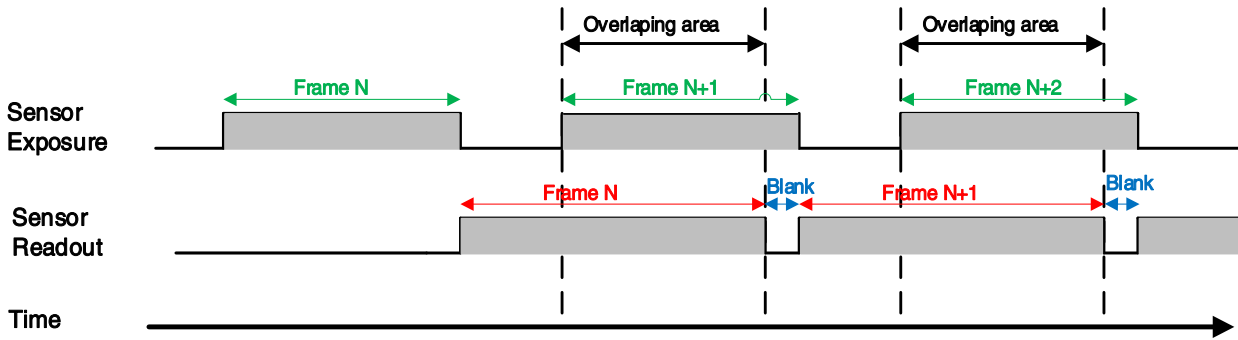 Overlaping area
Overlaping area
Frame N
Frame N+1
Frame N+2
Sensor
Exposure
Frame N
Blank
Frame N+1
Blank
Sensor
Readout
Time